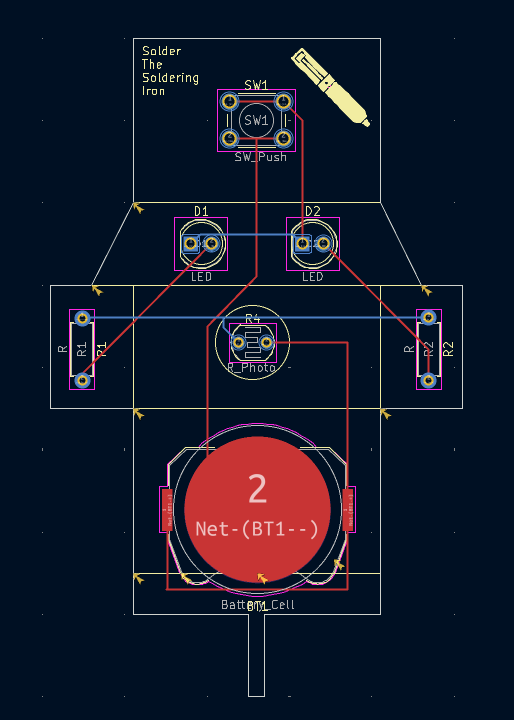 Solder
The
Soldering
Iron
SW1
SW1
SW_Push
D1
D2
LED
LED
R
R1
R1
R_Photo
R
R2
R2
2
Net-(BT1--)
Battery_Cell
BT1